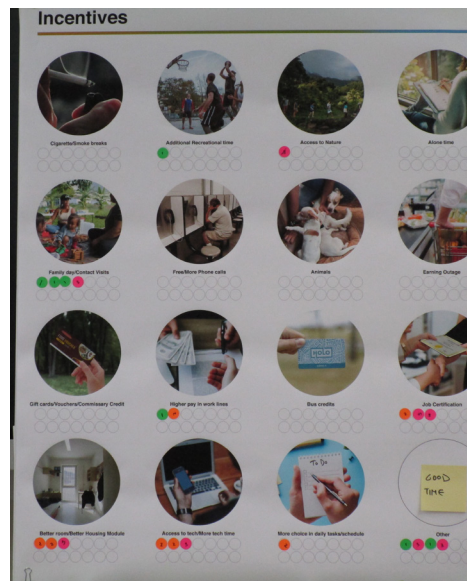 Incentives
Cigarette/Smoke breaks
Additional Recreational time
Access to Nature
Alone time
Family day/Contact Visits
Free/More Phone calls
Animals
Earning Outage
Gift cards/Vouchers/Commissary Credit
Higher pay in work lines
HOLO
Bus credits
Job Certification
Better room/Better Housing Module
Access to tech/More tech time
To Do
More choice in daily tasks/schedule
GOOD
TIME
Other